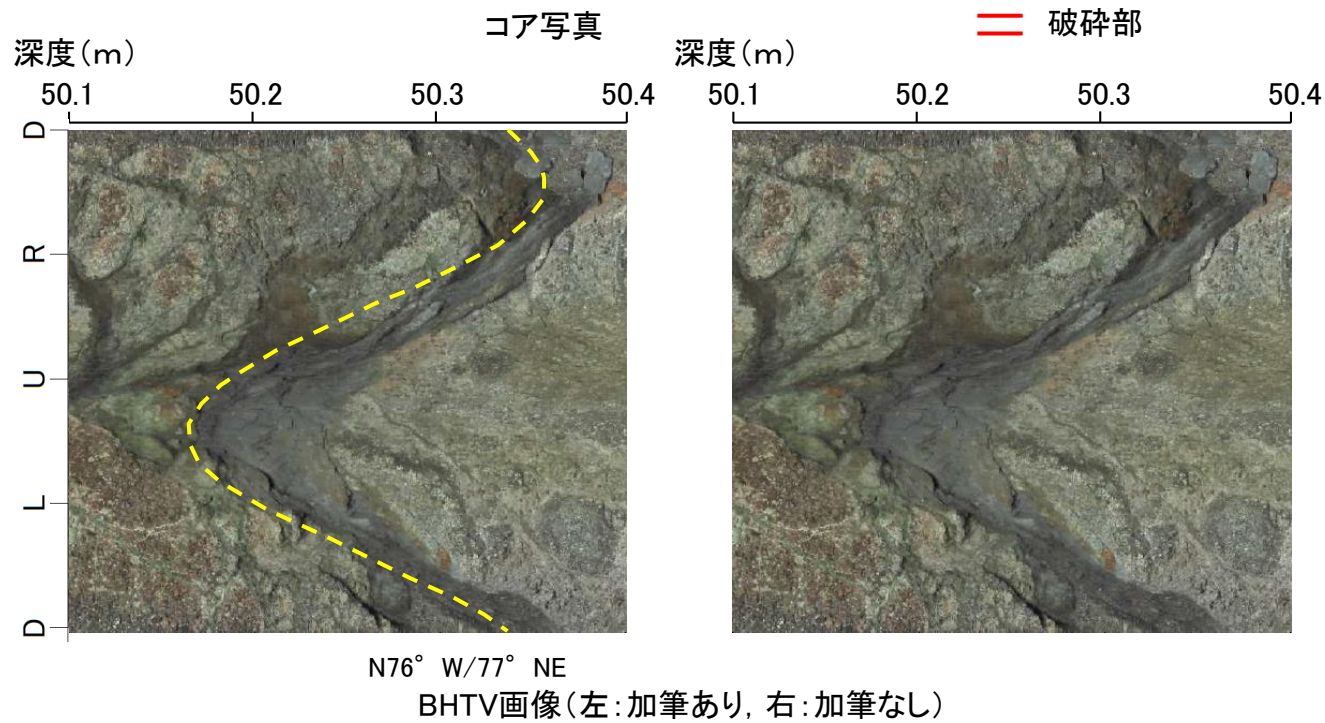 コア写真
破砕部
深度(m)
深度(m)
50.1 50.2 50.3 50.4
50.1 50.2 50.3 50.4
D
R
U
L
D
N76° W/77° NE
BHTV画像(左:加筆あり, 右:加筆なし)